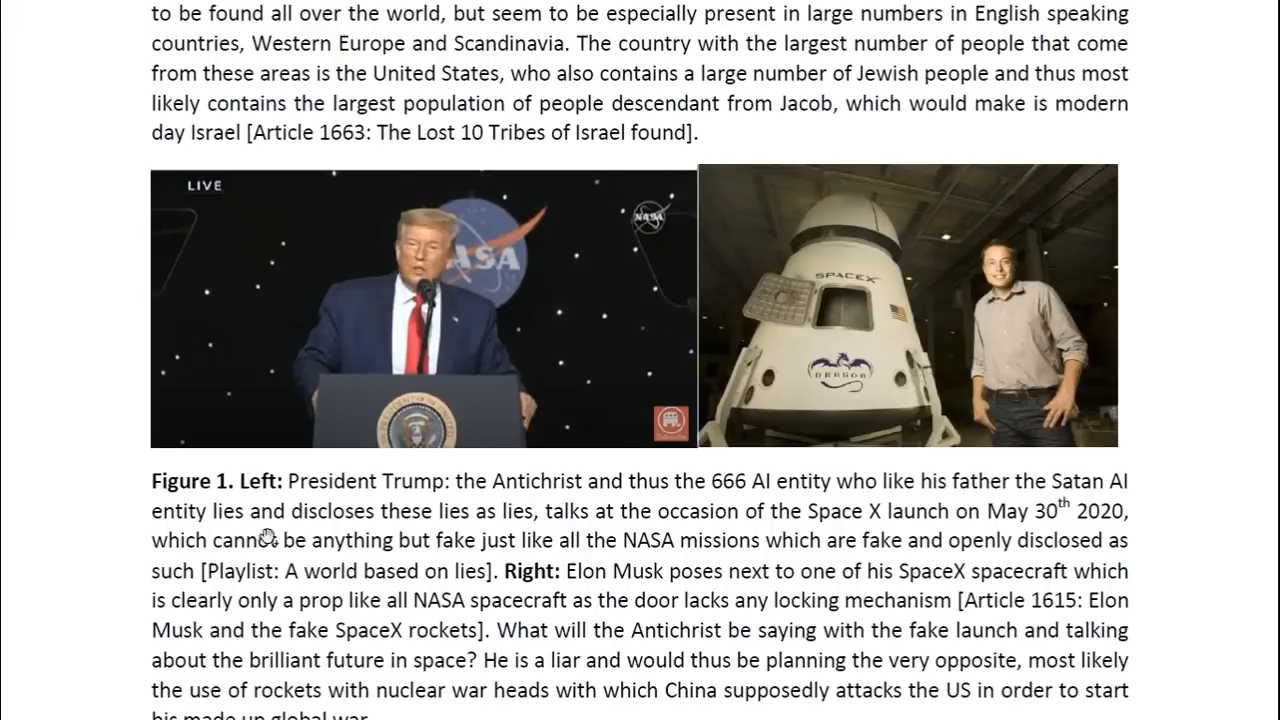 to be found all over the world, but seem to be especially present in large numbers in English speaking
countries, Western Europe and Scandinavia. The country with the largest number of people that come
from these areas is the United States, who also contains a large number of Jewish people and thus most
likely contains the largest population of people descendant from Jacob, which would make is modern
day Israel [Article 1663: The Lost 10 Tribes of Israel found].
LIVE
NASA
ASA
SPACEX
DRAGON
Figure 1. Left: President Trump: the Antichrist and thus the 666 AI entity who like his father the Satan AI
entity lies and discloses these lies as lies, talks at the occasion of the Space X launch on May 30th 2020,
which cannot be anything but fake just like all the NASA missions which are fake and openly disclosed as
such [Playlist: A world based on lies]. Right: Elon Musk poses next to one of his SpaceX spacecraft which
is clearly only a prop like all NASA spacecraft as the door lacks any locking mechanism [Article 1615: Elon
Musk and the fake SpaceX rockets]. What will the Antichrist be saying with the fake launch and talking
about the brilliant future in space? He is a liar and would thus be planning the very opposite, most likely
the use of rockets with nuclear war heads with which China supposedly attacks the US in order to start
his made up global war.